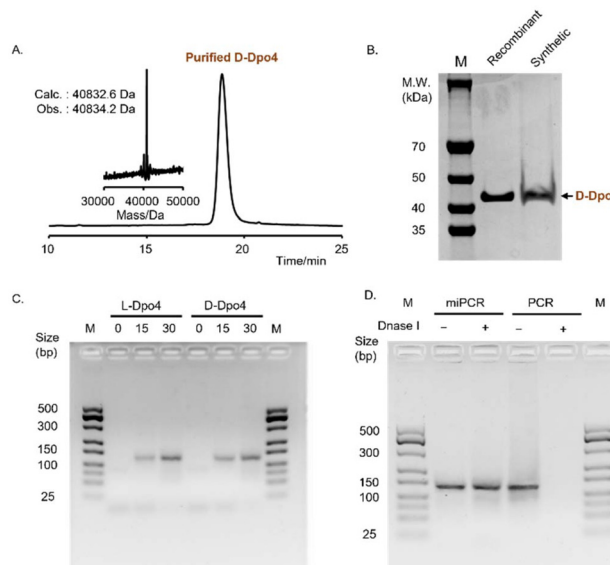 A.
Purified D-Dpo4
Calc. : 40832.6 Da
Obs. : 40834.2 Da
30000 40000 50000
Mass/Da
10 15 20 25
Time/min
B.
M Recombinant Synthetic
M.W.
(kDa)
70
50
40
35
D-Dpo
C.
L-Dpo4 D-Dpo4
M 0 15 30 0 15 30 M
Size
(bp)
500
300
150
100
25
D.
M miPCR PCR M
Dnase I − + − +
Size
(bp)
500
300
150
100
25